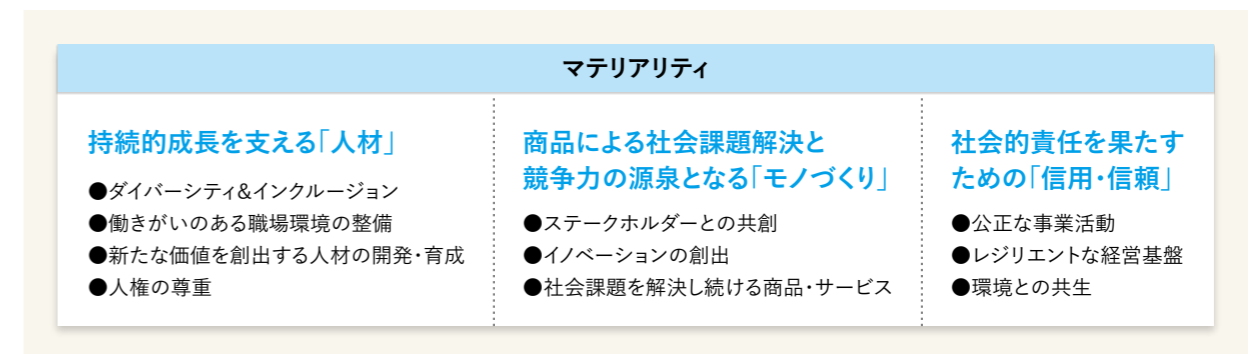 マテリアリティ
持続的成長を支える「人材」
●ダイバーシティ&インクルージョン
●働きがいのある職場環境の整備
●新たな価値を創出する人材の開発・育成
●人権の尊重
商品による社会課題解決と
競争力の源泉となる「モノづくり」
●ステークホルダーとの共創
●イノベーションの創出
●社会課題を解決し続ける商品・サービス
社会的責任を果たす
ための「信用・信頼」
●公正な事業活動
●レジリエントな経営基盤
●環境との共生